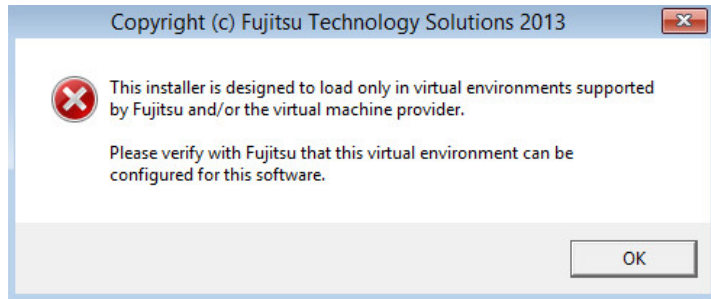 Copyright (c) Fujitsu Technology Solutions 2013
This installer is designed to load only in virtual environments supported
by Fujitsu and/or the virtual machine provider.
Please verify with Fujitsu that this virtual environment can be
configured for this software.
OK